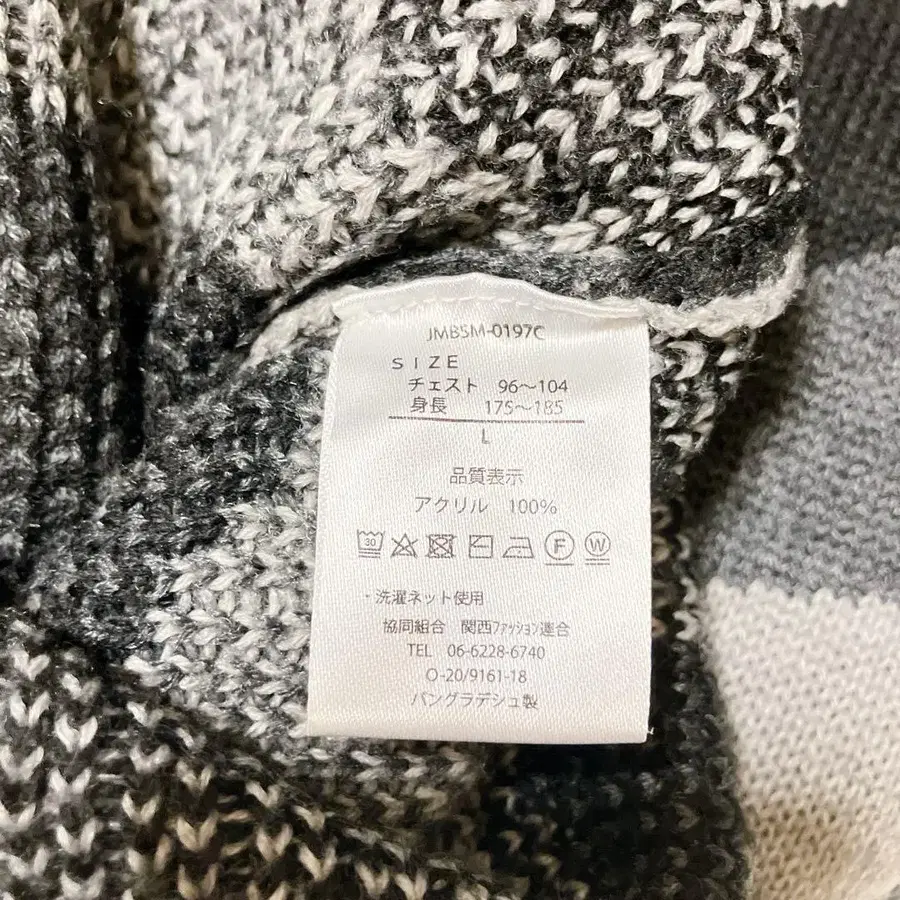 JMBSM-0197C
SIZE
チェスト 96～104
身長 175～185
L
品質表示
アクリル 100%
30 F W
・洗濯ネット使用
協同組合 関西ファッション連合
TEL 06-6228-6740
O-20/9161-18
バングラデシュ製